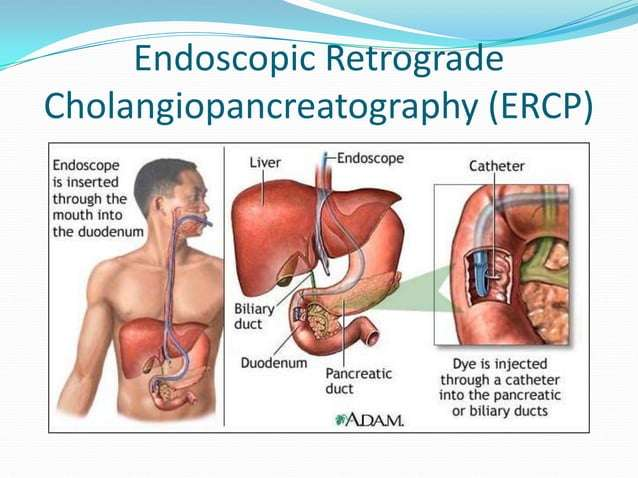 Endoscopic Retrograde
Cholangiopancreatography (ERCP)
Endoscope
is inserted
through the
mouth into
the duodenum
Liver
Endoscope
Biliary
duct
Duodenum
Pancreatic
duct
A.D.A.M.
Catheter
Dye is injected
through a catheter
into the pancreatic
or biliary ducts